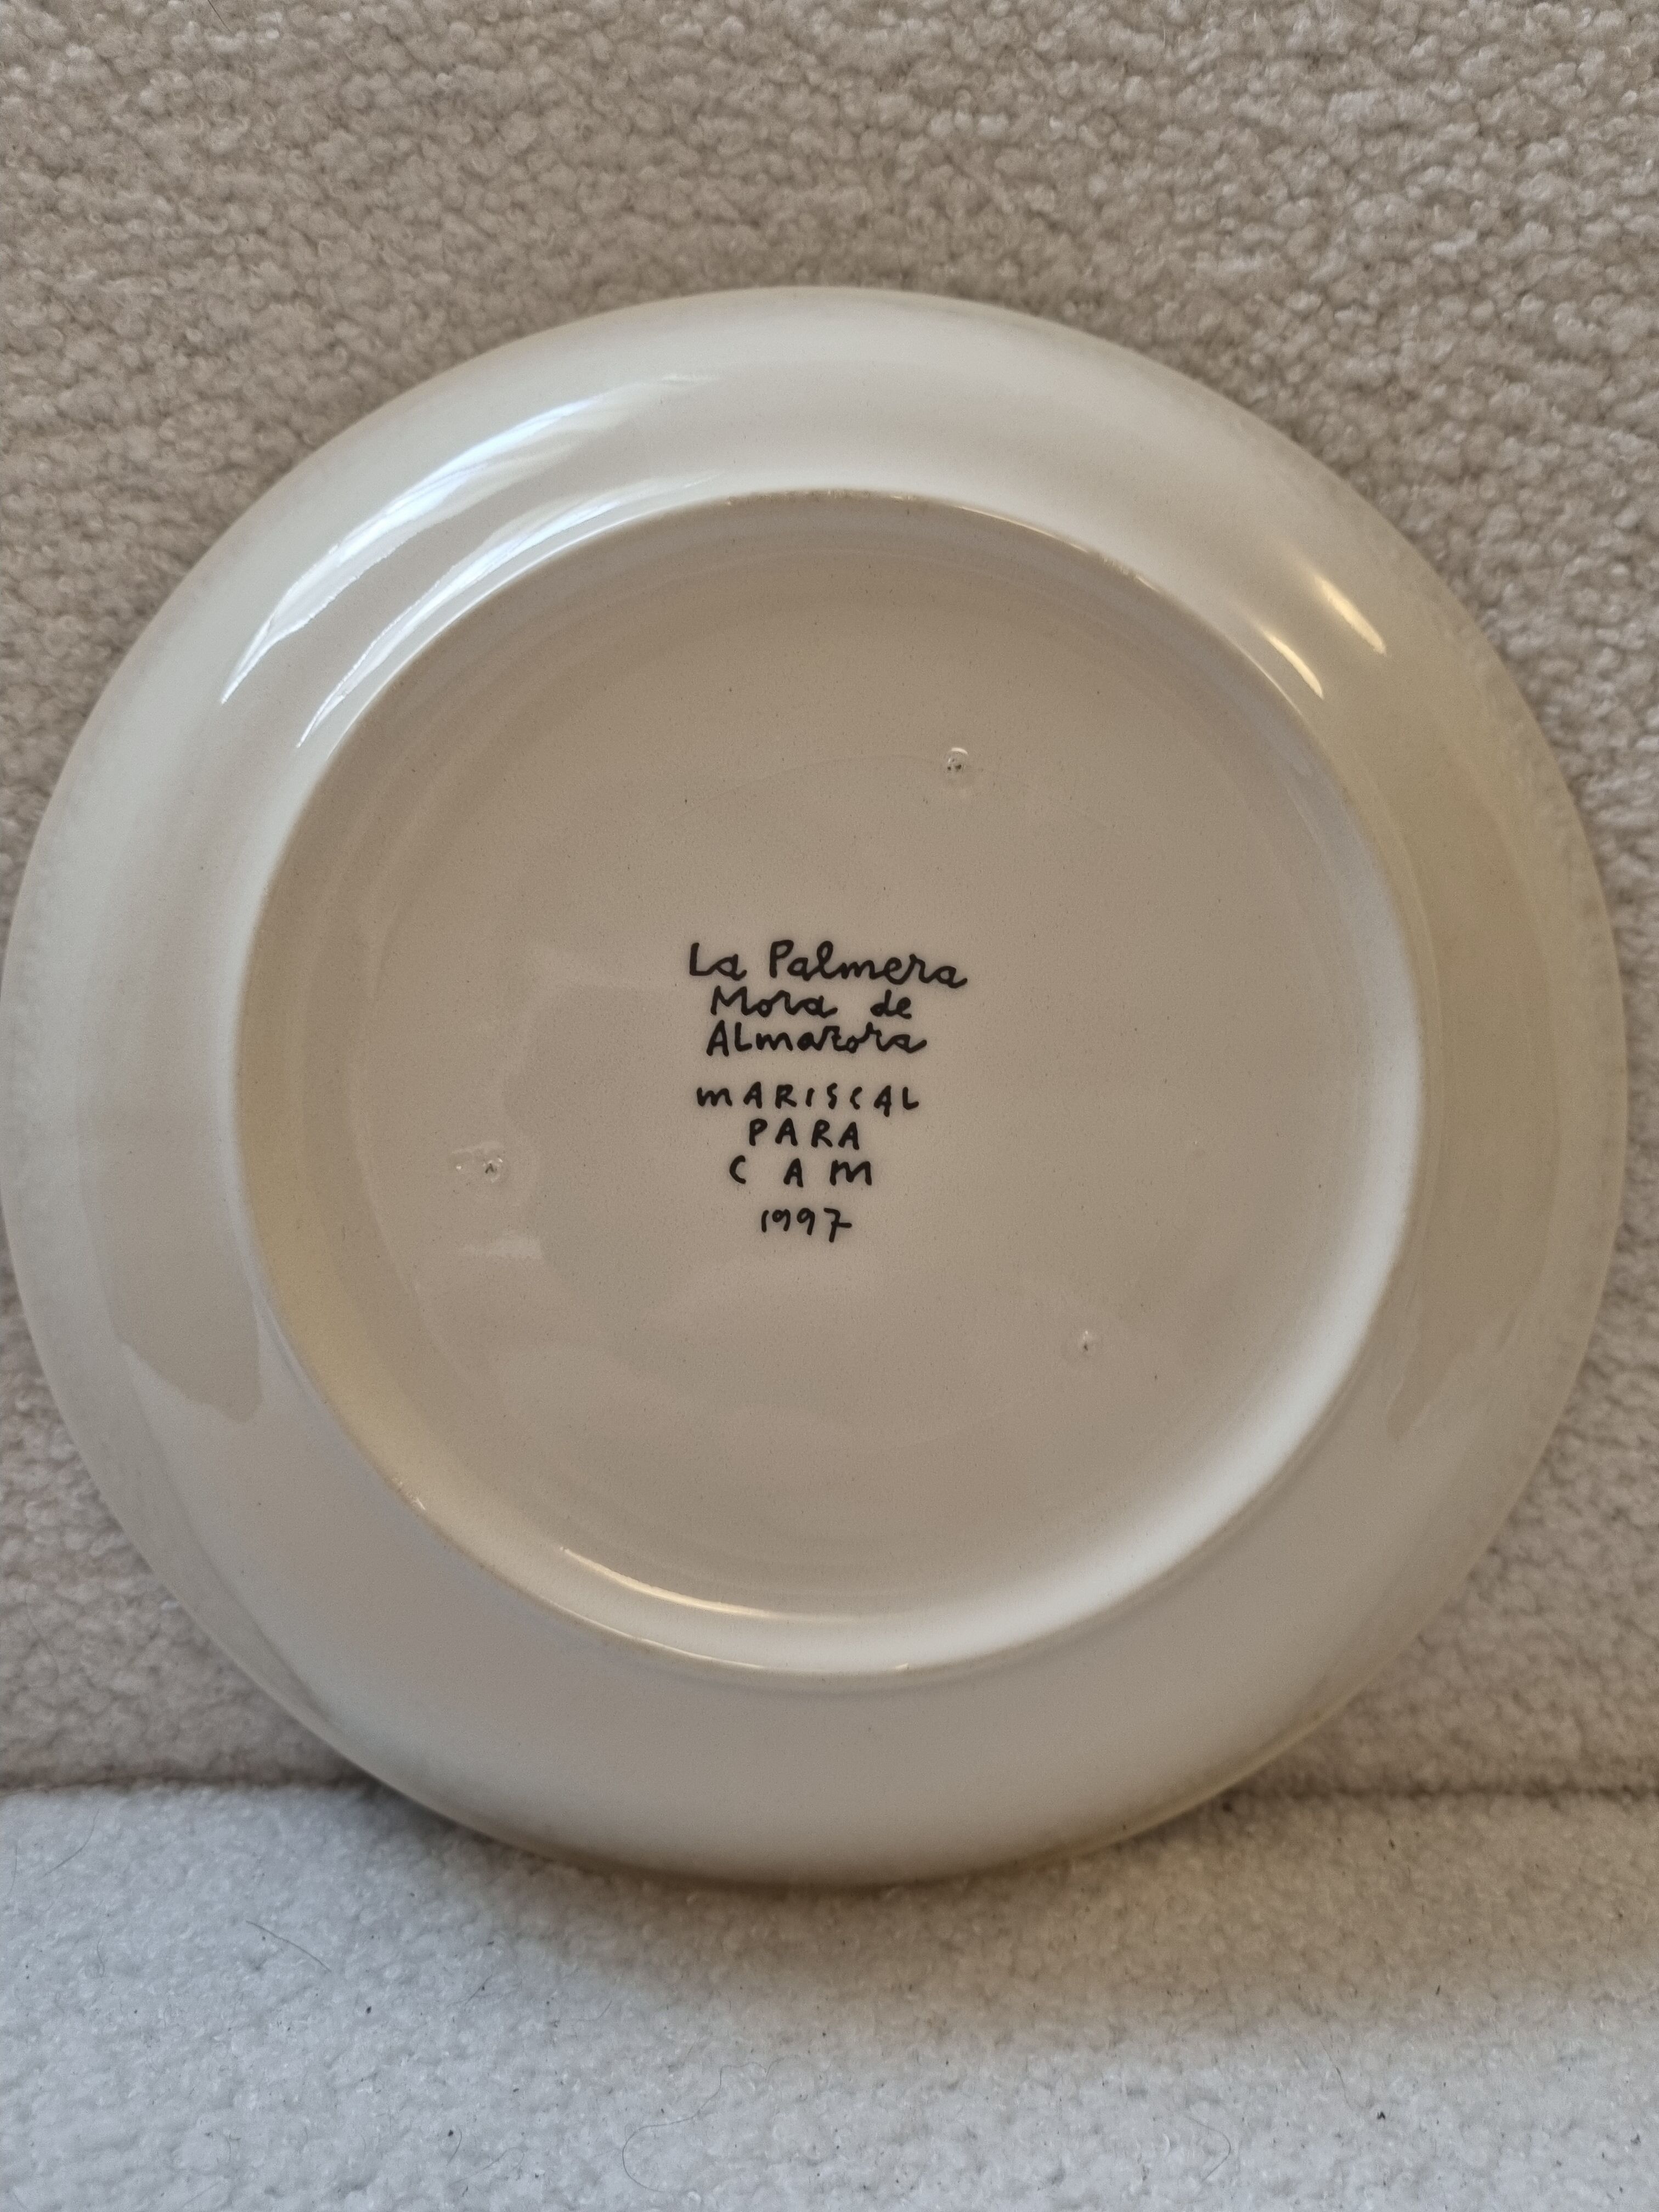 La Palmera
Mora de
ALmazora
MARISCAL
PARA
CAM
1997